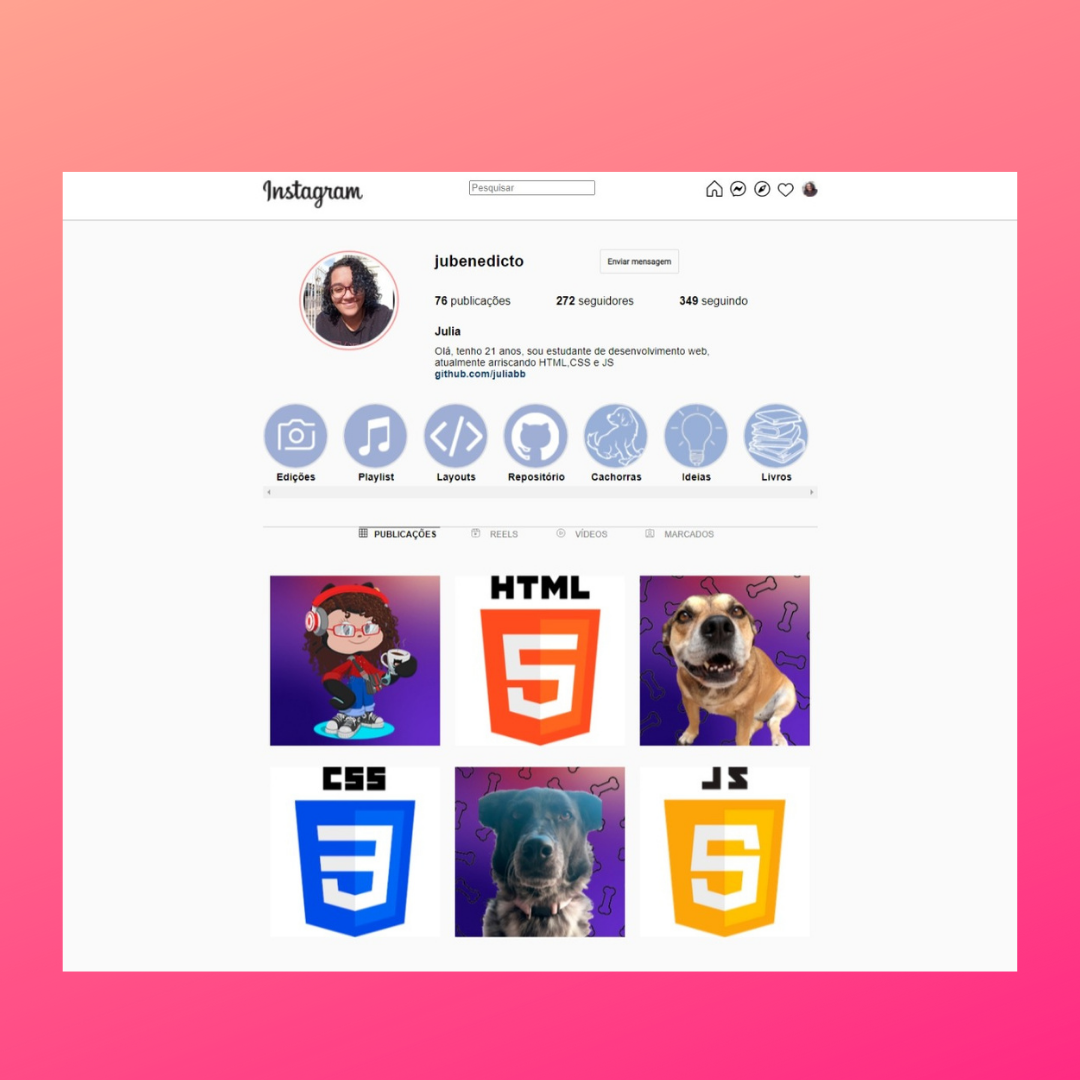 Instagram
Pesquisar
jubenedicto
Enviar mensagem
76 publicações 272 seguidores 349 seguindo
Julia
Olá, tenho 21 anos, sou estudante de desenvolvimento web,
atualmente arriscando HTML,CSS e JS
github.com/juliabb
Edições Playlist Layouts Repositório Cachorras Ideias Livros
PUBLICAÇÕES REELS VÍDEOS MARCADOS
HTML
5
CSS
3
JS
5